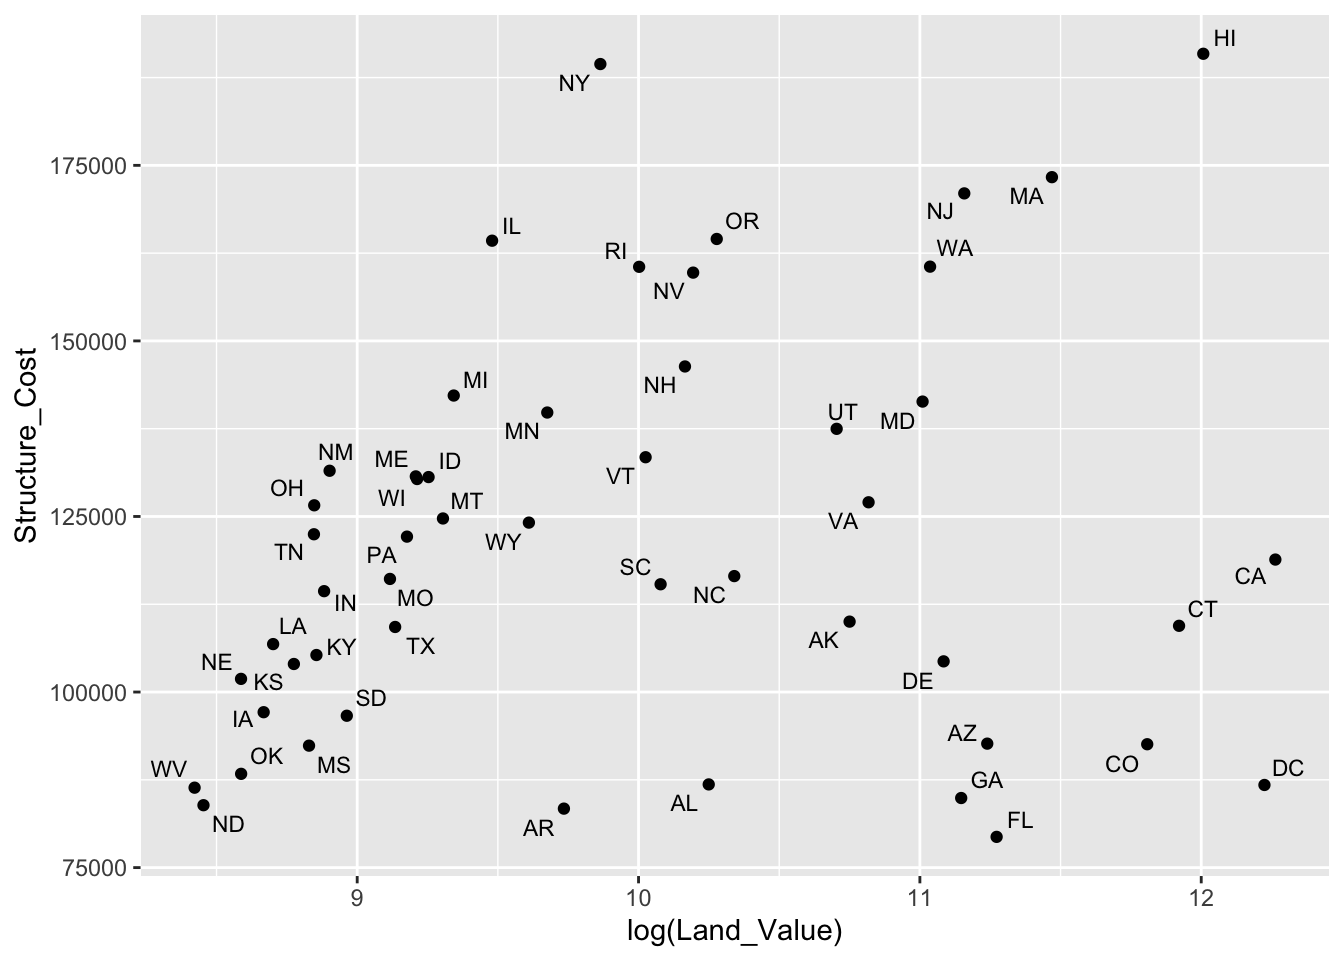 HI
NY
175000
MA
NJ
IL
OR
RI
WA
NV
150000
MI
NH
UT
MD
MN
NM
ME
ID
VT
OH
WI
MT
125000
VA
WY
TN
PA
SC
CA
NC
MO
IN
CT
LA
AK
TX
KY
NE
KS
DE
100000
SD
IA
AZ
OK
CO
MS
WV
DC
GA
AL
FL
ND
AR
75000
9
10
11
12
log(Land_Value)
Structure_Cost